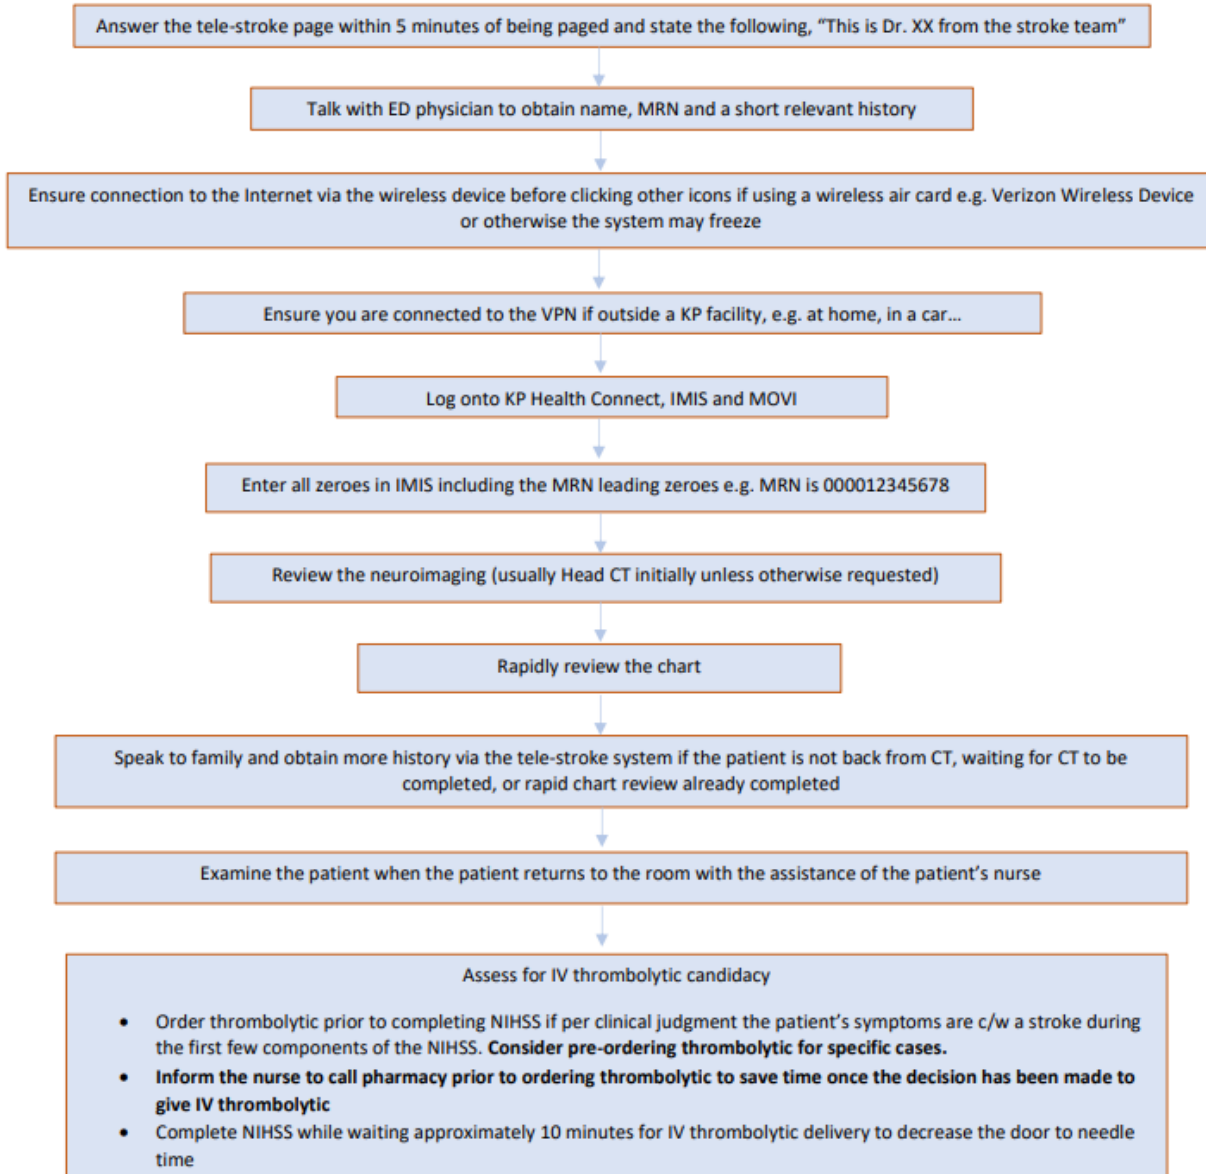 Answer the tele-stroke page within 5 minutes of being paged and state the following, “This is Dr. XX from the stroke team”
Talk with ED physician to obtain name, MRN and a short relevant history
Ensure connection to the Internet via the wireless device before clicking other icons if using a wireless air card e.g. Verizon Wireless Device
or otherwise the system may freeze
Ensure you are connected to the VPN if outside a KP facility, e.g. at home, in a car…
Log onto KP Health Connect, IMIS and MOVI
Enter all zeroes in IMIS including the MRN leading zeroes e.g. MRN is 000012345678
Review the neuroimaging (usually Head CT initially unless otherwise requested)
Rapidly review the chart
Speak to family and obtain more history via the tele-stroke system if the patient is not back from CT, waiting for CT to be
completed, or rapid chart review already completed
Examine the patient when the patient returns to the room with the assistance of the patient’s nurse
Assess for IV thrombolytic candidacy
• Order thrombolytic prior to completing NIHSS if per clinical judgment the patient’s symptoms are c/w a stroke during
the first few components of the NIHSS. Consider pre-ordering thrombolytic for specific cases.
• Inform the nurse to call pharmacy prior to ordering thrombolytic to save time once the decision has been made to
give IV thrombolytic
• Complete NIHSS while waiting approximately 10 minutes for IV thrombolytic delivery to decrease the door to needle
time